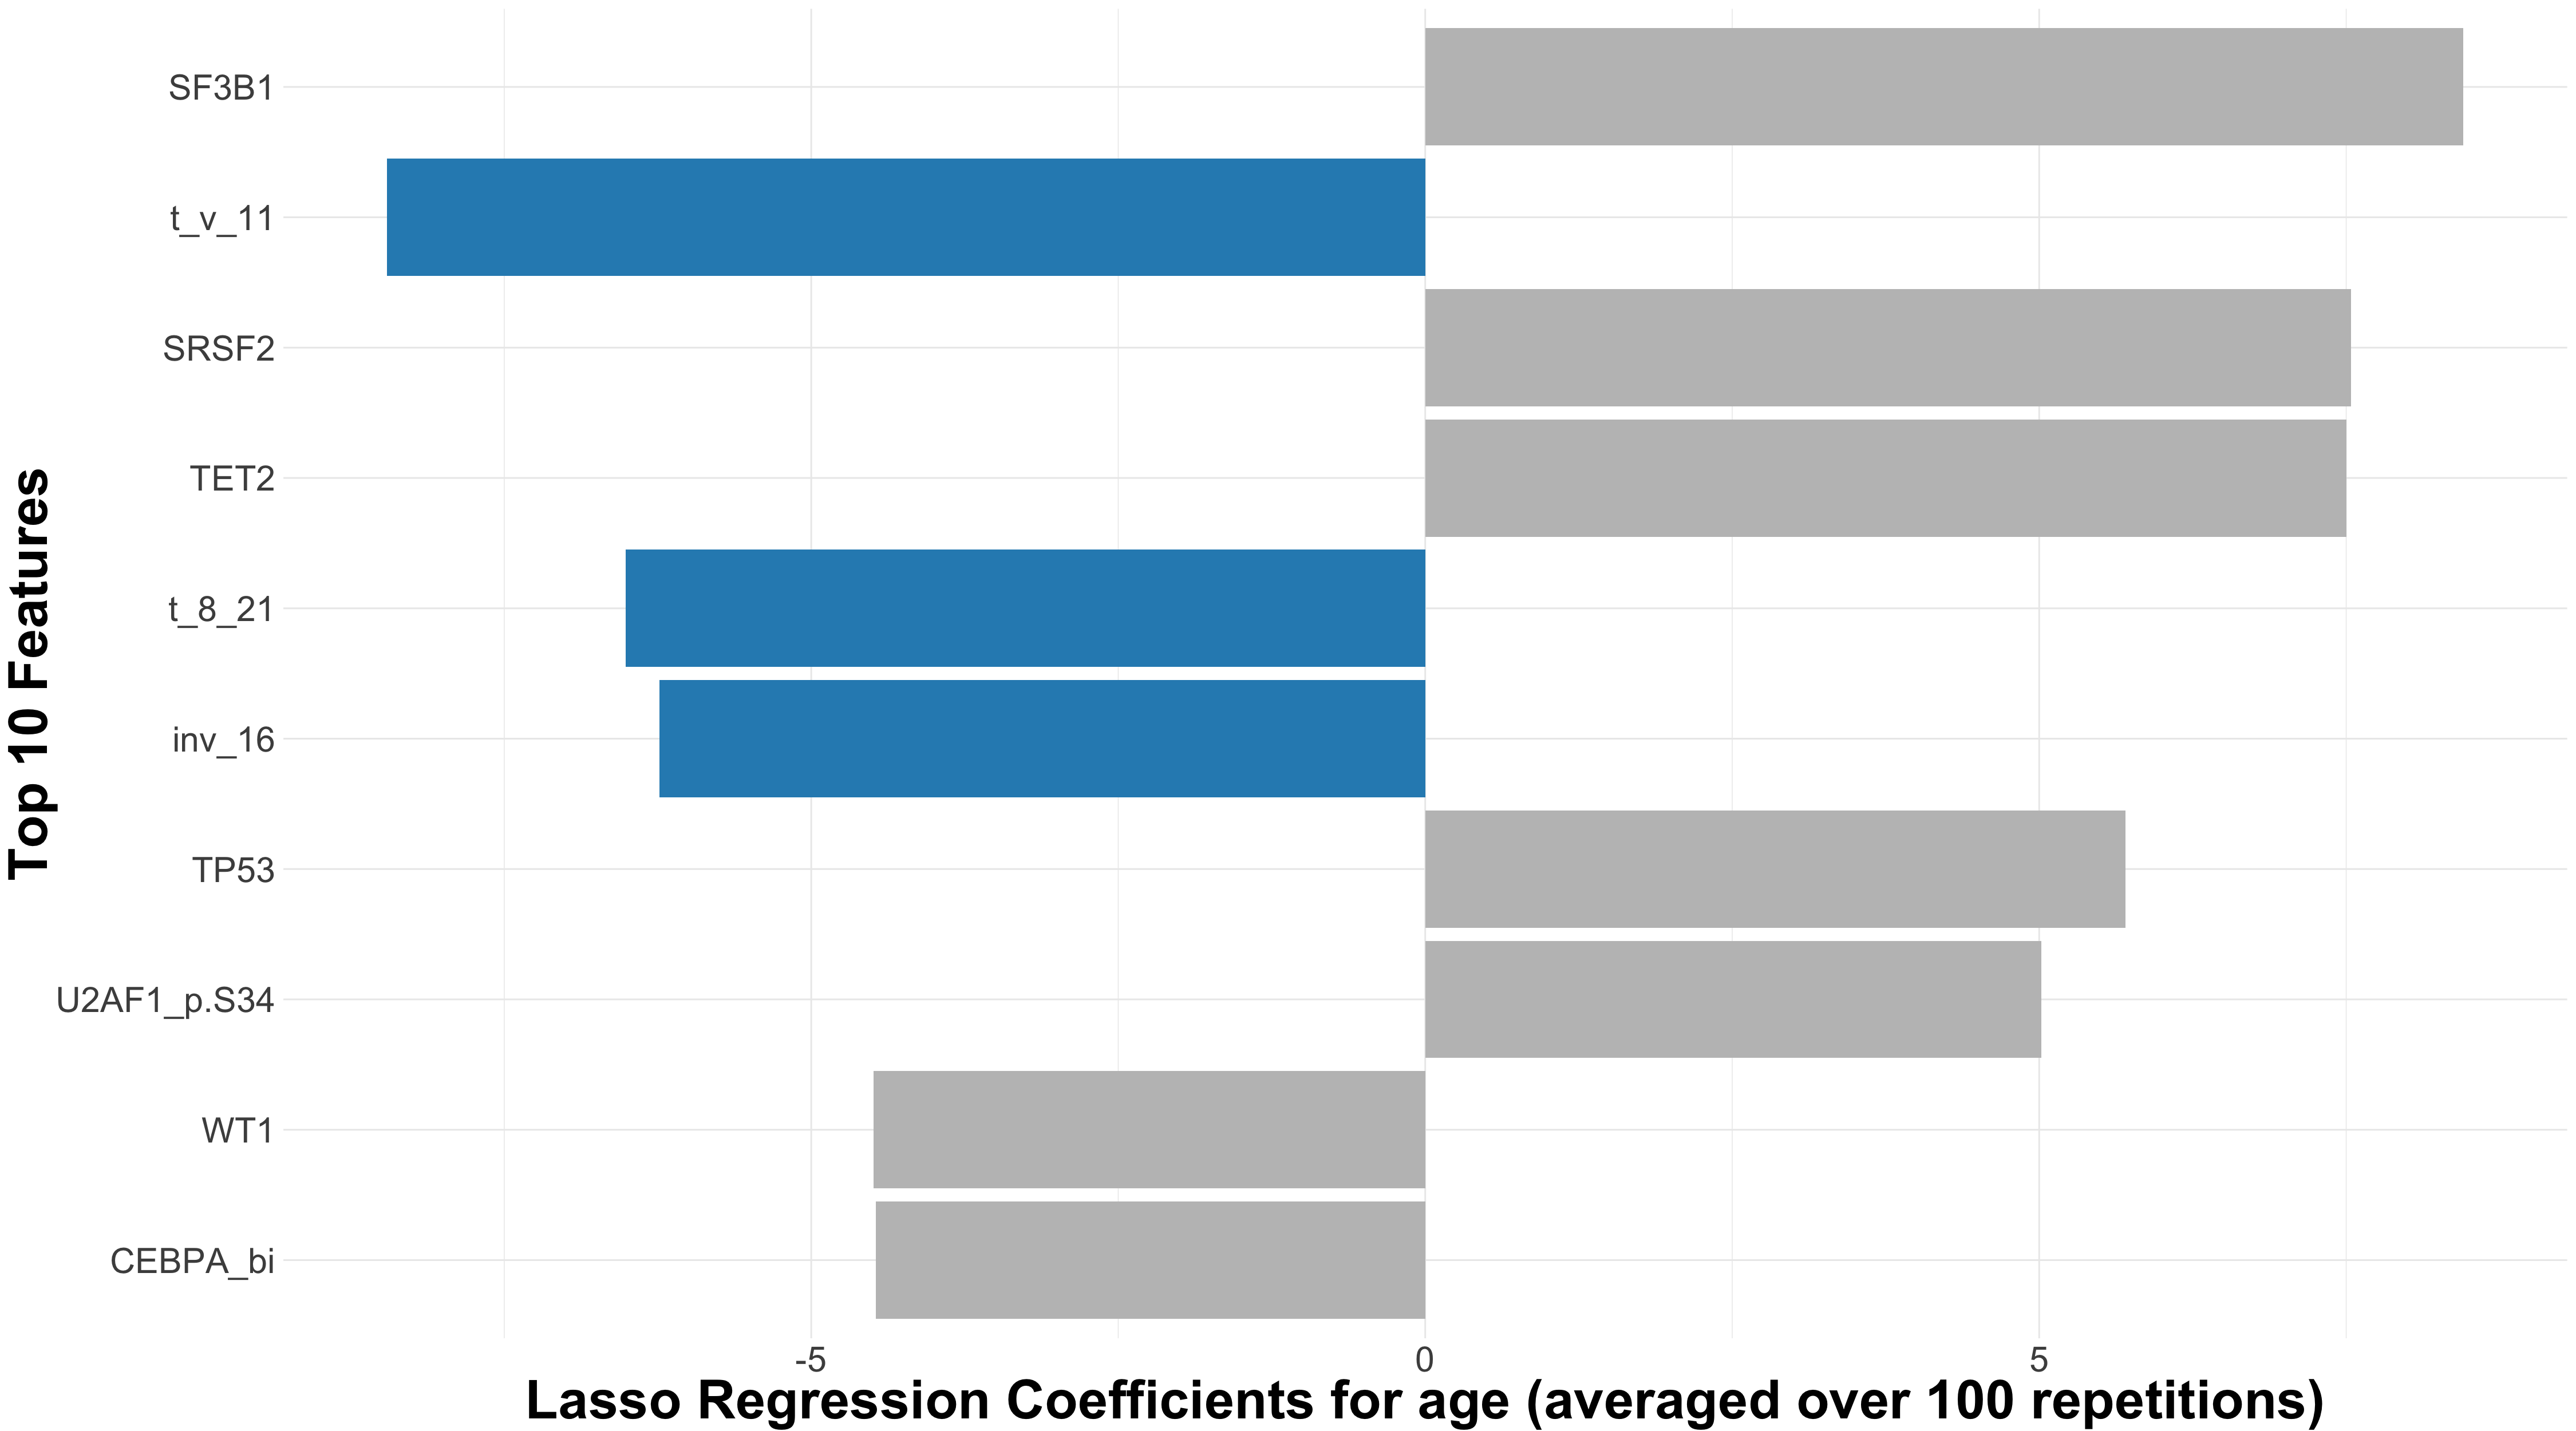 Top 10 Features
SF3B1
t_v_11
SRSF2
TET2
t_8_21
inv_16
TP53
U2AF1_p.S34
WT1
CEBPA_bi
-5 0 5
Lasso Regression Coefficients for age (averaged over 100 repetitions)